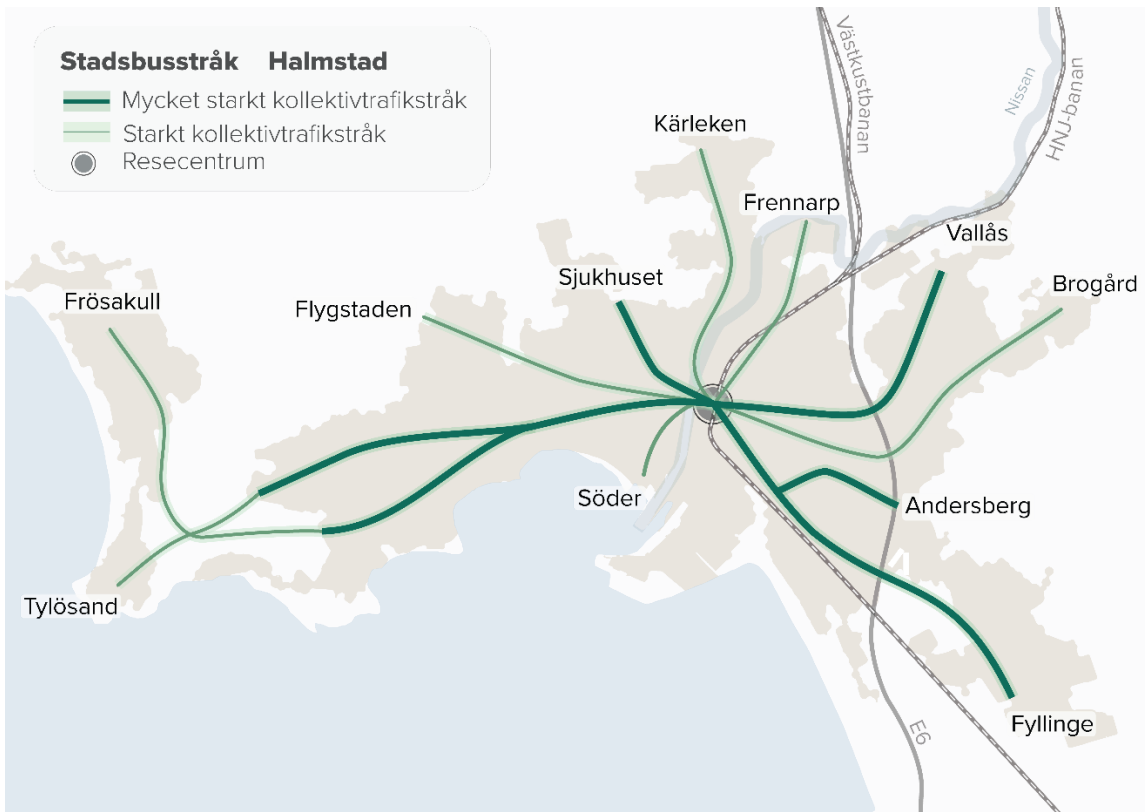 Stadsbusstråk Halmstad
Mycket starkt kollektivtrafikstråk
Starkt kollektivtrafikstråk
Resecentrum
Västkustbanan
Nissan
HNJ-banan
Kärleken
Frennarp
Vallås
Sjukhuset
Brogård
Frösakull
Flygstaden
Söder
Andersberg
Tylösand
Fyllinge
E6